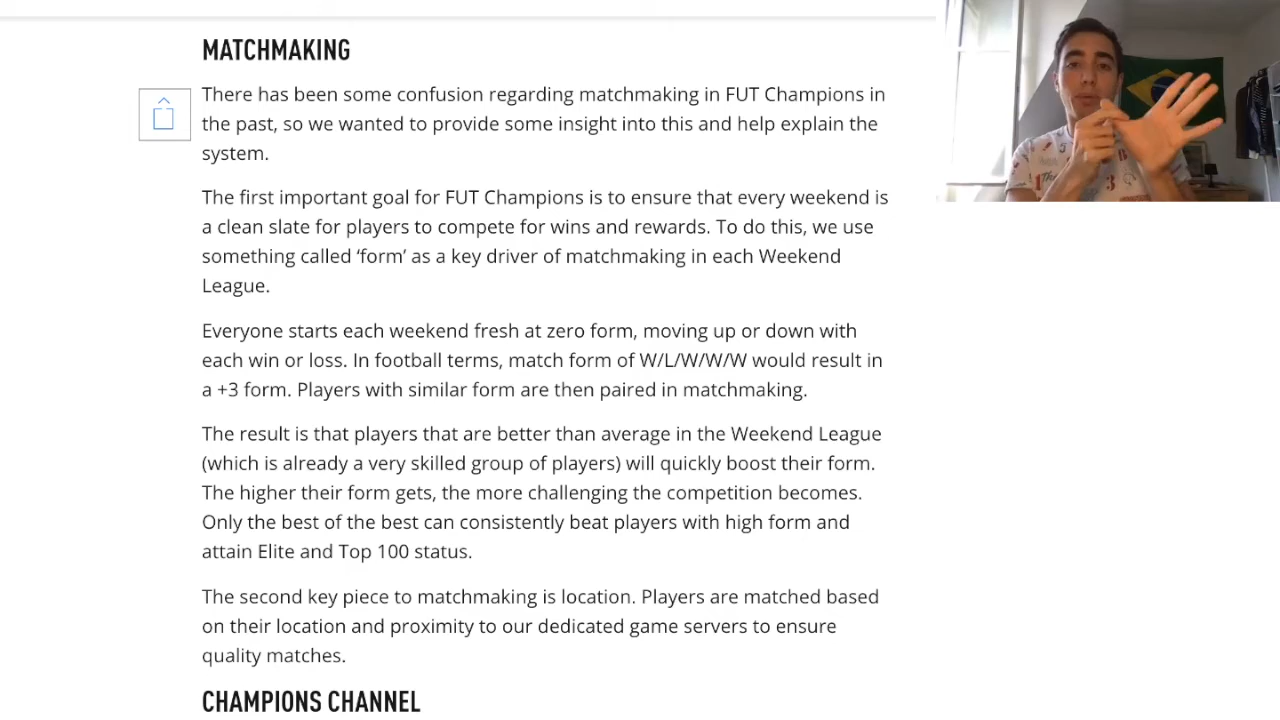 MATCHMAKING
There has been some confusion regarding matchmaking in FUT Champions in
the past, so we wanted to provide some insight into this and help explain the
system.
The first important goal for FUT Champions is to ensure that every weekend is
a clean slate for players to compete for wins and rewards. To do this, we use
something called ‘form’ as a key driver of matchmaking in each Weekend
League.
Everyone starts each weekend fresh at zero form, moving up or down with
each win or loss. In football terms, match form of W/L/W/W/W would result in
a +3 form. Players with similar form are then paired in matchmaking.
The result is that players that are better than average in the Weekend League
(which is already a very skilled group of players) will quickly boost their form.
The higher their form gets, the more challenging the competition becomes.
Only the best of the best can consistently beat players with high form and
attain Elite and Top 100 status.
The second key piece to matchmaking is location. Players are matched based
on their location and proximity to our dedicated game servers to ensure
quality matches.
CHAMPIONS CHANNEL